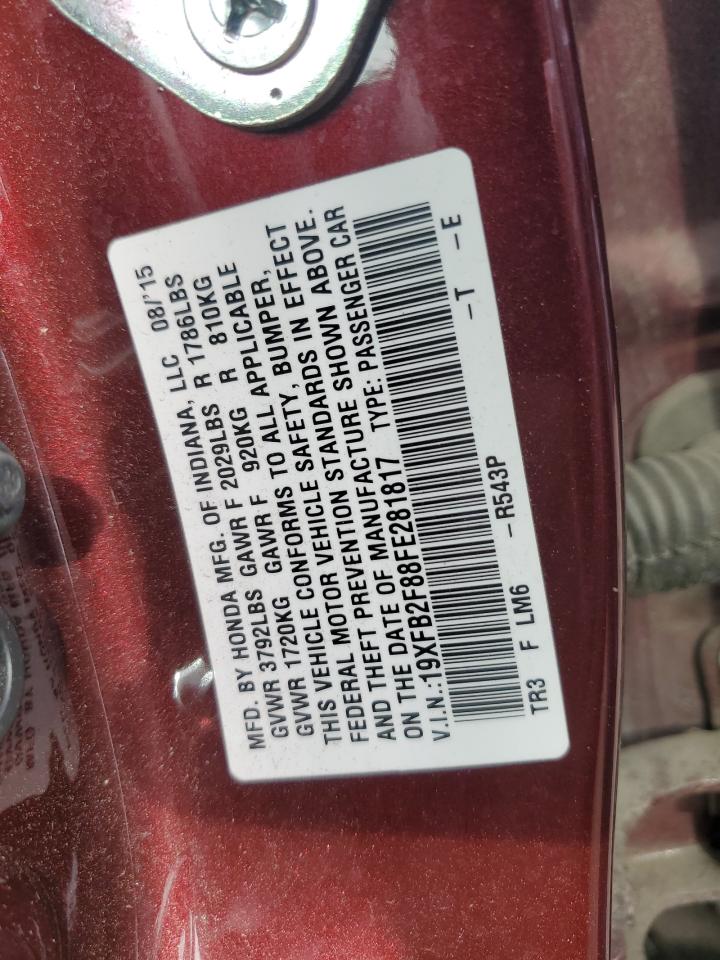 MFD. BY HONDA MFG. OF INDIANA, LLC 08/'15
GVWR 3792LBS GAWR F 2029LBS R 1786LBS
GVWR 1720KG GAWR F 920KG R 810KG
THIS VEHICLE CONFORMS TO ALL APPLICABLE
FEDERAL MOTOR VEHICLE SAFETY, BUMPER,
AND THEFT PREVENTION STANDARDS IN EFFECT
ON THE DATE OF MANUFACTURE SHOWN ABOVE.
V.I.N.:19XFB2F88FE281817 TYPE: PASSENGER CAR
TR3 F LM6 -R543P -T -E